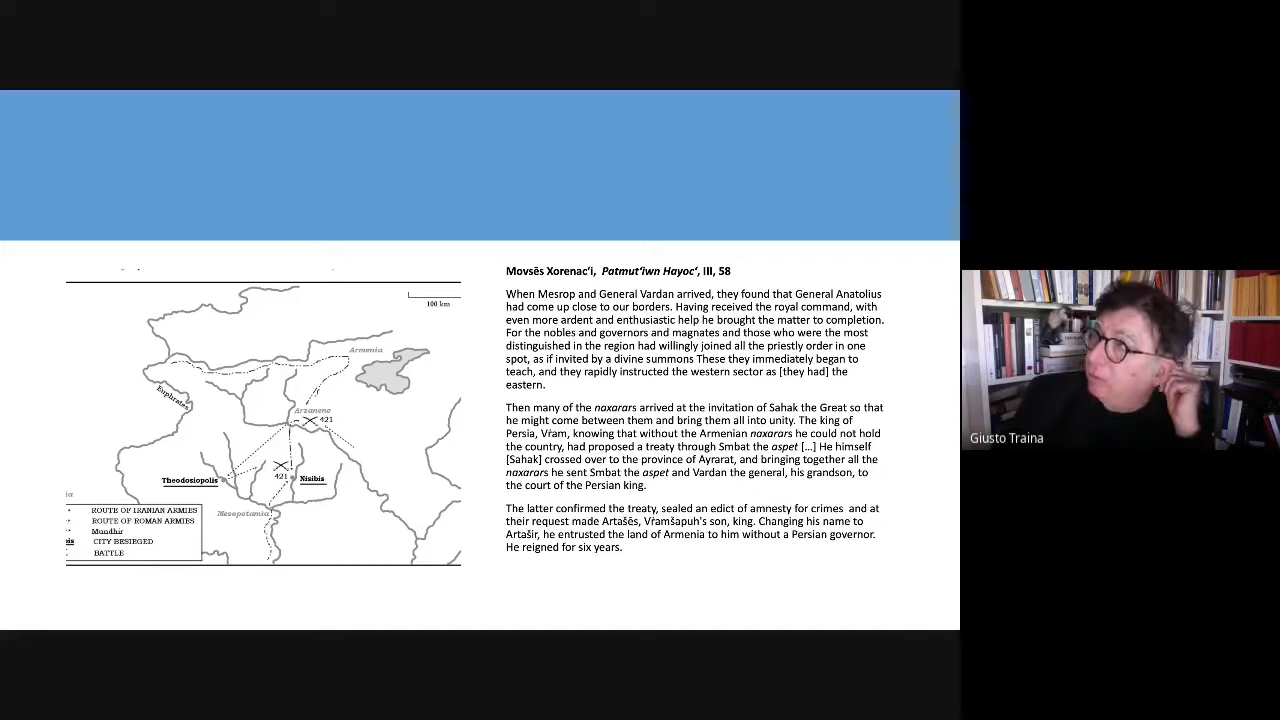 Movsēs Xorenac‘i, Patmut‘iwn Hayoc‘, III, 58
When Mesrop and General Vardan arrived, they found that General Anatolius
had come up close to our borders. Having received the royal command, with
even more ardent and enthusiastic help he brought the matter to completion.
For the nobles and governors and magnates and those who were the most
distinguished in the region had willingly joined all the priestly order in one
spot, as if invited by a divine summons These they immediately began to
teach, and they rapidly instructed the western sector as [they had] the
eastern.
Then many of the naxarars arrived at the invitation of Sahak the Great so that
he might come between them and bring them all into unity. The king of
Persia, Vṙam, knowing that without the Armenian naxarars he could not hold
the country, had proposed a treaty through Smbat the aspet [...] He himself
[Sahak] crossed over to the province of Ayrarat, and bringing together all the
naxarars he sent Smbat the aspet and Vardan the general, his grandson, to
the court of the Persian king.
The latter confirmed the treaty, sealed an edict of amnesty for crimes and at
their request made Artašēs, Vṙamšapuh's son, king. Changing his name to
Artašir, he entrusted the land of Armenia to him without a Persian governor.
He reigned for six years.
100 km
Armenia
Euphrates
Arzanene
421
421
Theodosiopolis
Nisibis
Mesopotamia
ROUTE OF IRANIAN ARMIES
ROUTE OF ROMAN ARMIES
Mundhir
CITY BESIEGED
BATTLE
Giusto Traina